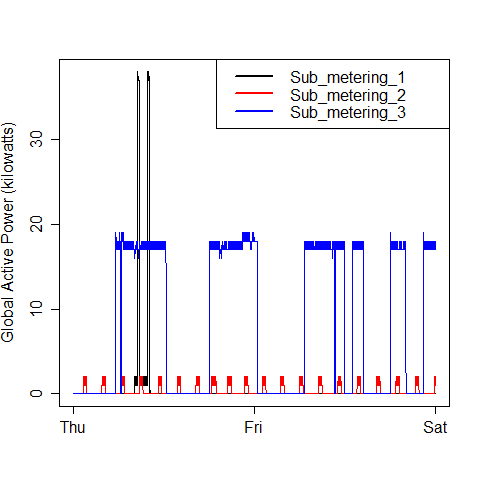 Sub_metering_1
Sub_metering_2
Sub_metering_3
Global Active Power (kilowatts)
30
20
10
0
Thu Fri Sat